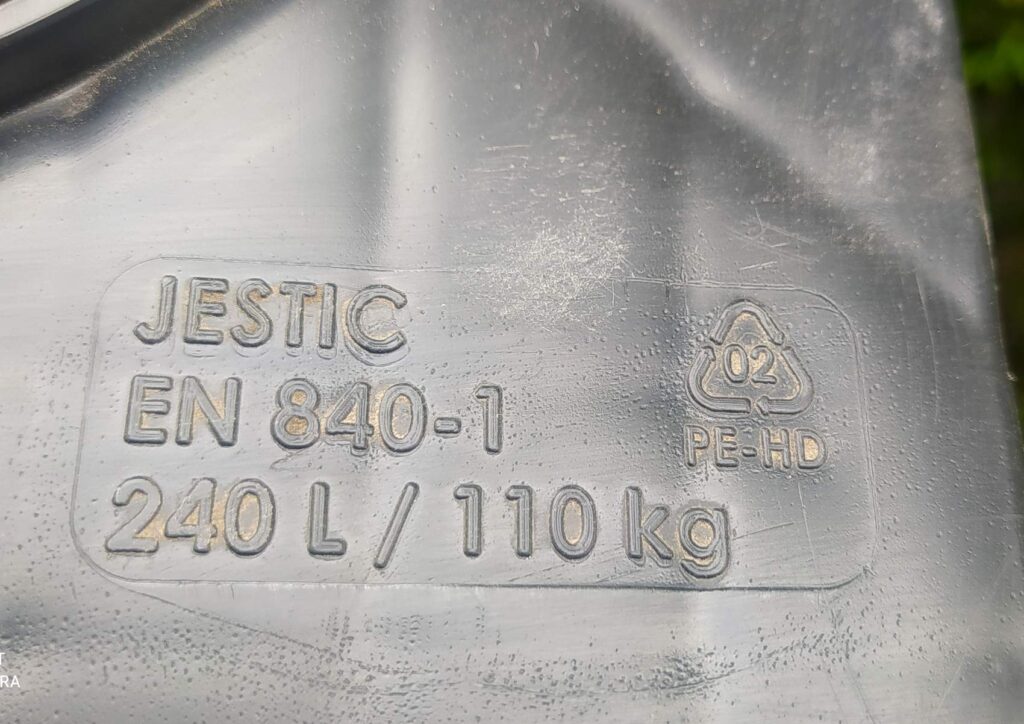 JESTIC
EN 840-1
240 L / 110 kg
02
PE-HD